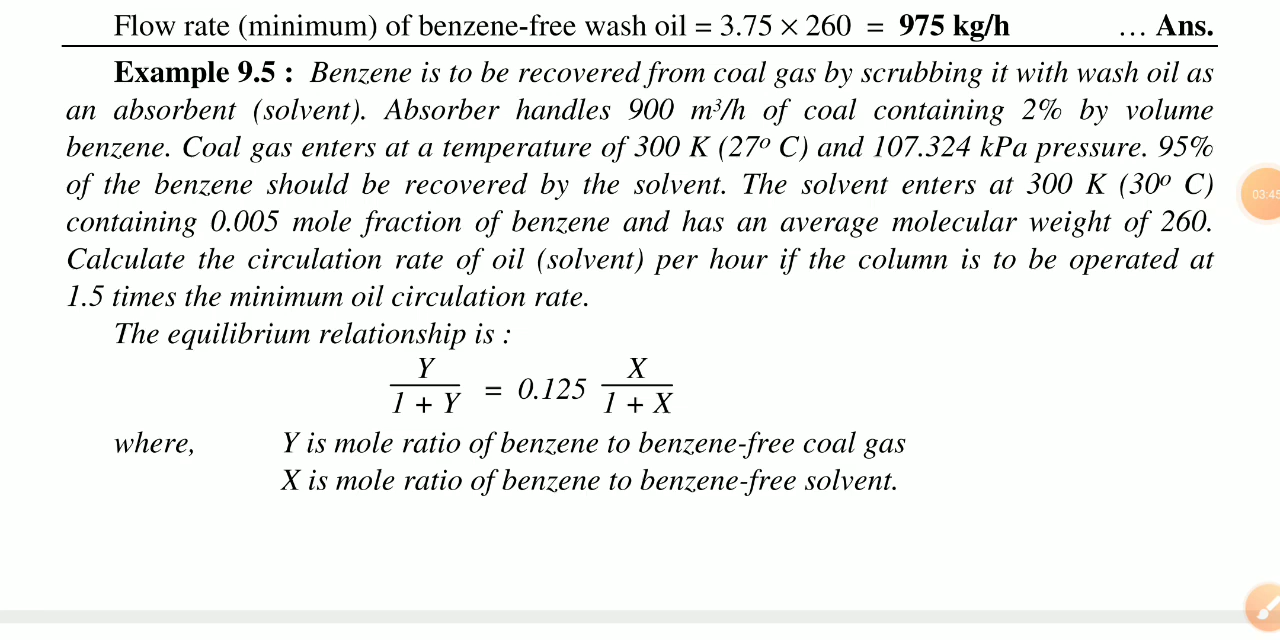 Flow rate (minimum) of benzene-free wash oil = 3.75 × 260 = 975 kg/h … Ans.
Example 9.5 : Benzene is to be recovered from coal gas by scrubbing it with wash oil as
an absorbent (solvent). Absorber handles 900 m³/h of coal containing 2% by volume
benzene. Coal gas enters at a temperature of 300 K (27º C) and 107.324 kPa pressure. 95%
of the benzene should be recovered by the solvent. The solvent enters at 300 K (30º C)
containing 0.005 mole fraction of benzene and has an average molecular weight of 260.
Calculate the circulation rate of oil (solvent) per hour if the column is to be operated at
1.5 times the minimum oil circulation rate.
The equilibrium relationship is :
Y / 1 + Y = 0.125 X / 1 + X
where, Y is mole ratio of benzene to benzene-free coal gas
X is mole ratio of benzene to benzene-free solvent.
03:45